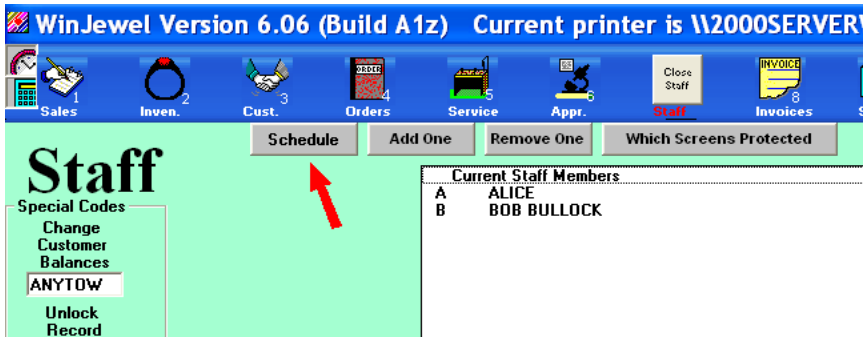 WinJewel Version 6.06 (Build A1z) Current printer is \\2000SERVER
1 2 3 ORDER 4 5 6 Close Staff INVOICE 8
Sales Inven. Cust. Orders Service Appr. Staff Invoices S
Schedule Add One Remove One Which Screens Protected
Staff
Current Staff Members
A ALICE
B BOB BULLOCK
Special Codes
Change
Customer
Balances
ANYTOW
Unlock
Record